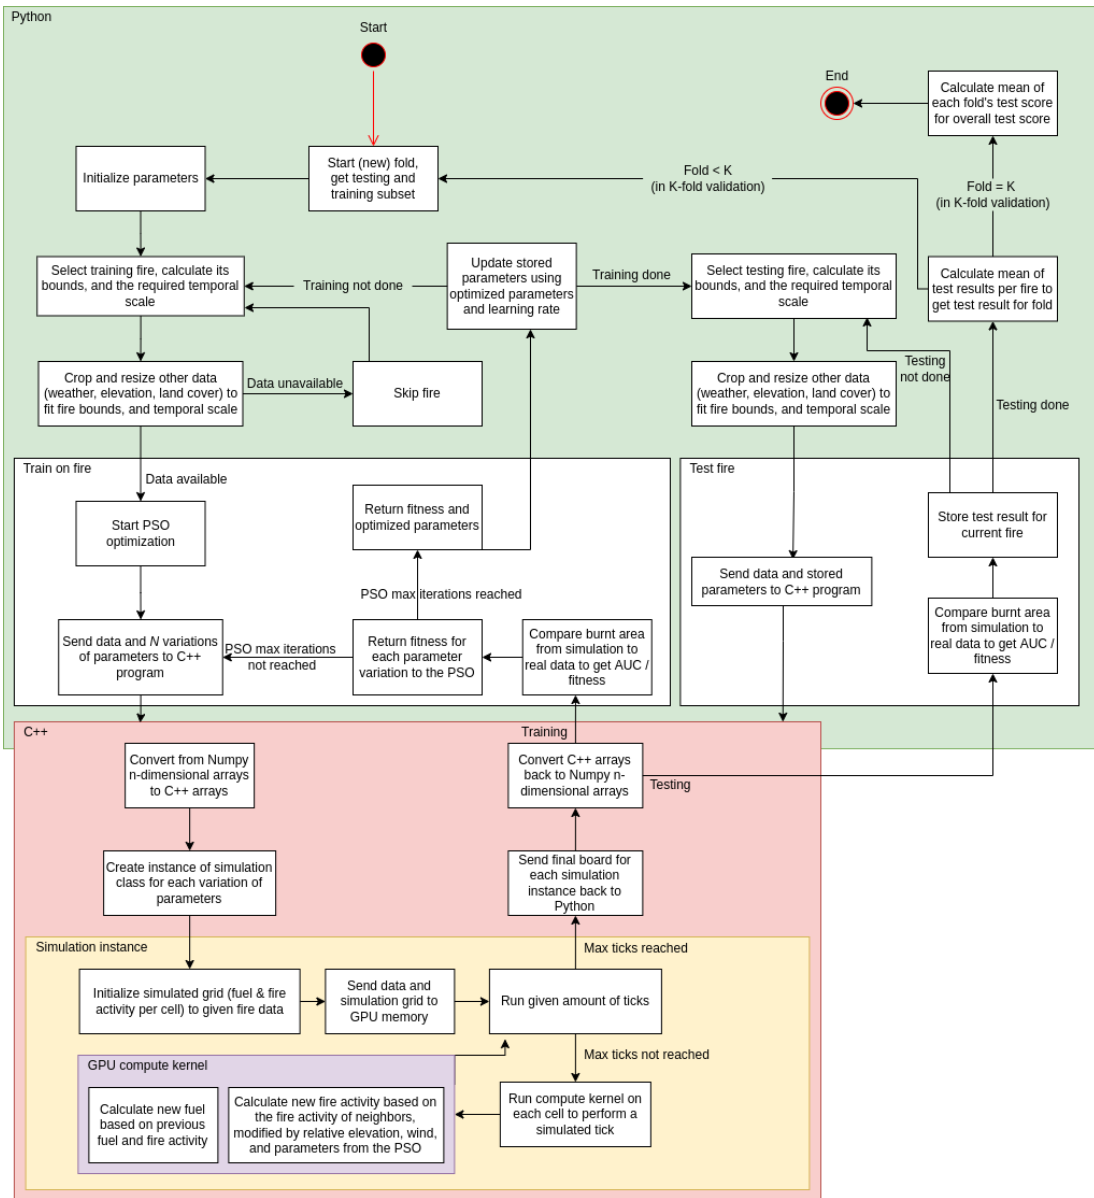 Python
Start
End
Calculate mean of
each fold's test score
for overall test score
Initialize parameters
Start (new) fold,
get testing and
training subset
Fold < K
(in K-fold validation)
Fold = K
(in K-fold validation)
Select training fire, calculate its
bounds, and the required temporal
scale
Training not done
Update stored
parameters using
optimized parameters
and learning rate
Training done
Select testing fire, calculate its
bounds, and the required temporal
scale
Calculate mean of
test results per fire to
get test result for fold
Crop and resize other data
(weather, elevation, land cover) to
fit fire bounds, and temporal scale
Data unavailable
Skip fire
Crop and resize other data
(weather, elevation, land cover) to
fit fire bounds, and temporal scale
Testing
not done
Testing done
Train on fire
Data available
Start PSO
optimization
Return fitness and
optimized parameters
PSO max iterations reached
Send data and N variations
of parameters to C++
program
PSO max iterations
not reached
Return fitness for
each parameter
variation to the PSO
Compare burnt area
from simulation to
real data to get AUC /
fitness
Test fire
Store test result for
current fire
Send data and stored
parameters to C++ program
Compare burnt area
from simulation to
real data to get AUC /
fitness
C++
Training
Convert from Numpy
n-dimensional arrays
to C++ arrays
Convert C++ arrays
back to Numpy n-
dimensional arrays
Testing
Create instance of simulation
class for each variation of
parameters
Send final board for
each simulation
instance back to
Python
Simulation instance
Max ticks reached
Initialize simulated grid (fuel & fire
activity per cell) to given fire data
Send data and
simulation grid to
GPU memory
Run given amount of ticks
Max ticks not reached
GPU compute kernel
Calculate new fuel
based on previous
fuel and fire activity
Calculate new fire activity based on
the fire activity of neighbors,
modified by relative elevation, wind,
and parameters from the PSO
Run compute kernel on
each cell to perform a
simulated tick